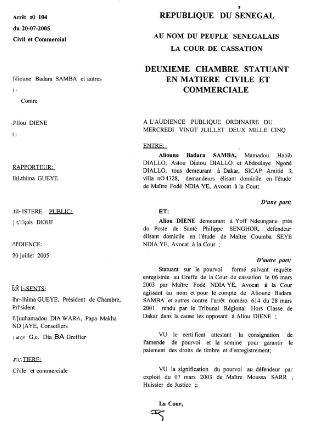 Arrêt n0 104
du 20-07-2005
Civil et Commercial
Alioune Badara SAMBA et autres
Contre
Aliou DIENE
RAPPORTEUR:
Ibrahima GUEYE
PUBLIC:
DIOUF
AUDIENCE:
20 juillet 2005
Ibrahima GUEYE, Président de Chambre,
Président
Mouhamadou DIAWARA, Papa Makha
NDIAYE, Conseillers
Dia BA Greffier
MATIERE:
Civile et commerciale
REPUBLIQUE DU SENEGAL
AU NOM DU PEUPLE SENEGALAIS
LA COUR DE CASSATION
DEUXIEME CHAMBRE STATUANT
EN MATIERE CIVILE ET
COMMERCIALE
A L'AUDIENCE PUBLIQUE ORDINAIRE DU
MERCREDI VINGT JUILLET DEUX MILLE CINQ
ENTRE:
Alioune Badara SAMBA, Mamadou Habib
DIALLO, Astou Diatou DIALLO et Abdoulaye Ngoné
DIALLO, tous demeurant à Dakar, SICAP Amitié 3,
villa n04328, demandeurs élisant domicile en l'étude
de Maître Fodé NDIAYE, Avocat à la Cour;
D'une part;
ET:
Aliou DIENE demeurant à Yoff Ndeungane près
du Poste de Santé Philippe SENGHOR, défendeur
élisant domicile en l'étude de Maître Coumba SEYE
NDIAYE, Avocat à la Cour ;
D'autre part;
Statuant sur le pourvoi formé suivant requête
enregistrée au Greffe de la Cour de cassation le 06 mars
2003 par Maître Fodé NDIAYE, Avocat à la Cour
agissant au nom et pour le compte de Alioune Badara
SAMBA et autres contre l'arrêt numéro 614 du 28 mars
2001 rendu par le Tribunal Régional Hors Classe de
Dakar dans la cause les opposant à Aliou DIENE ;
VU le certificat attestant la consignation de
l'amende de pourvoi et la somme pour garantir le
paiement des droits de timbre et d'enregistrement;
VU la signification du pourvoi au défendeur par
exploit du 07 mars 2003 de Maître Moussa SARR ,
Huissier de Justice ;;
La Cour,